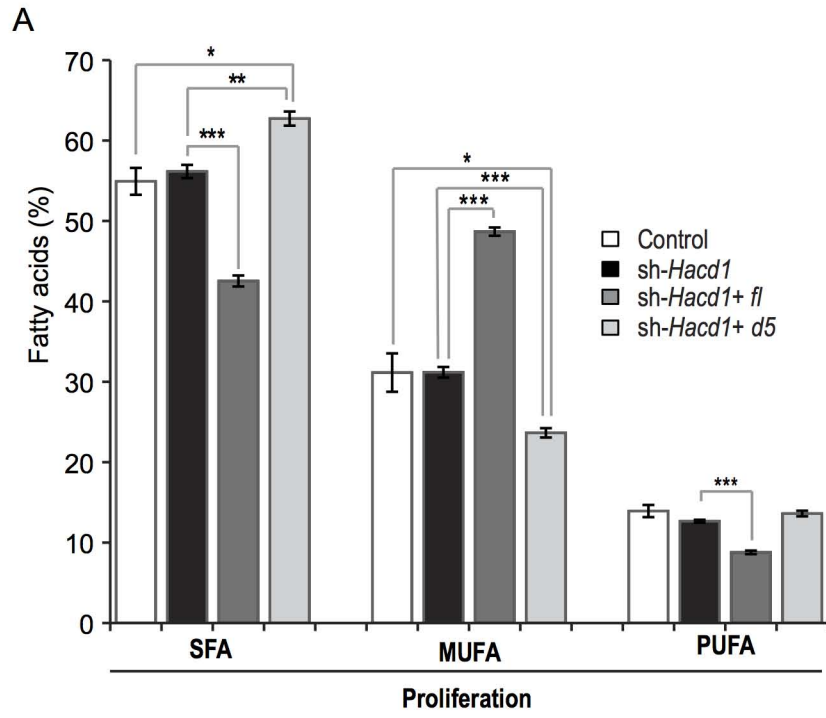 A
Fatty acids (%)
70
60
50
40
30
20
10
0
*
**
***
*
***
***
***
Control
sh-Hacd1
sh-Hacd1+ fl
sh-Hacd1+ d5
SFA
MUFA
PUFA
Proliferation